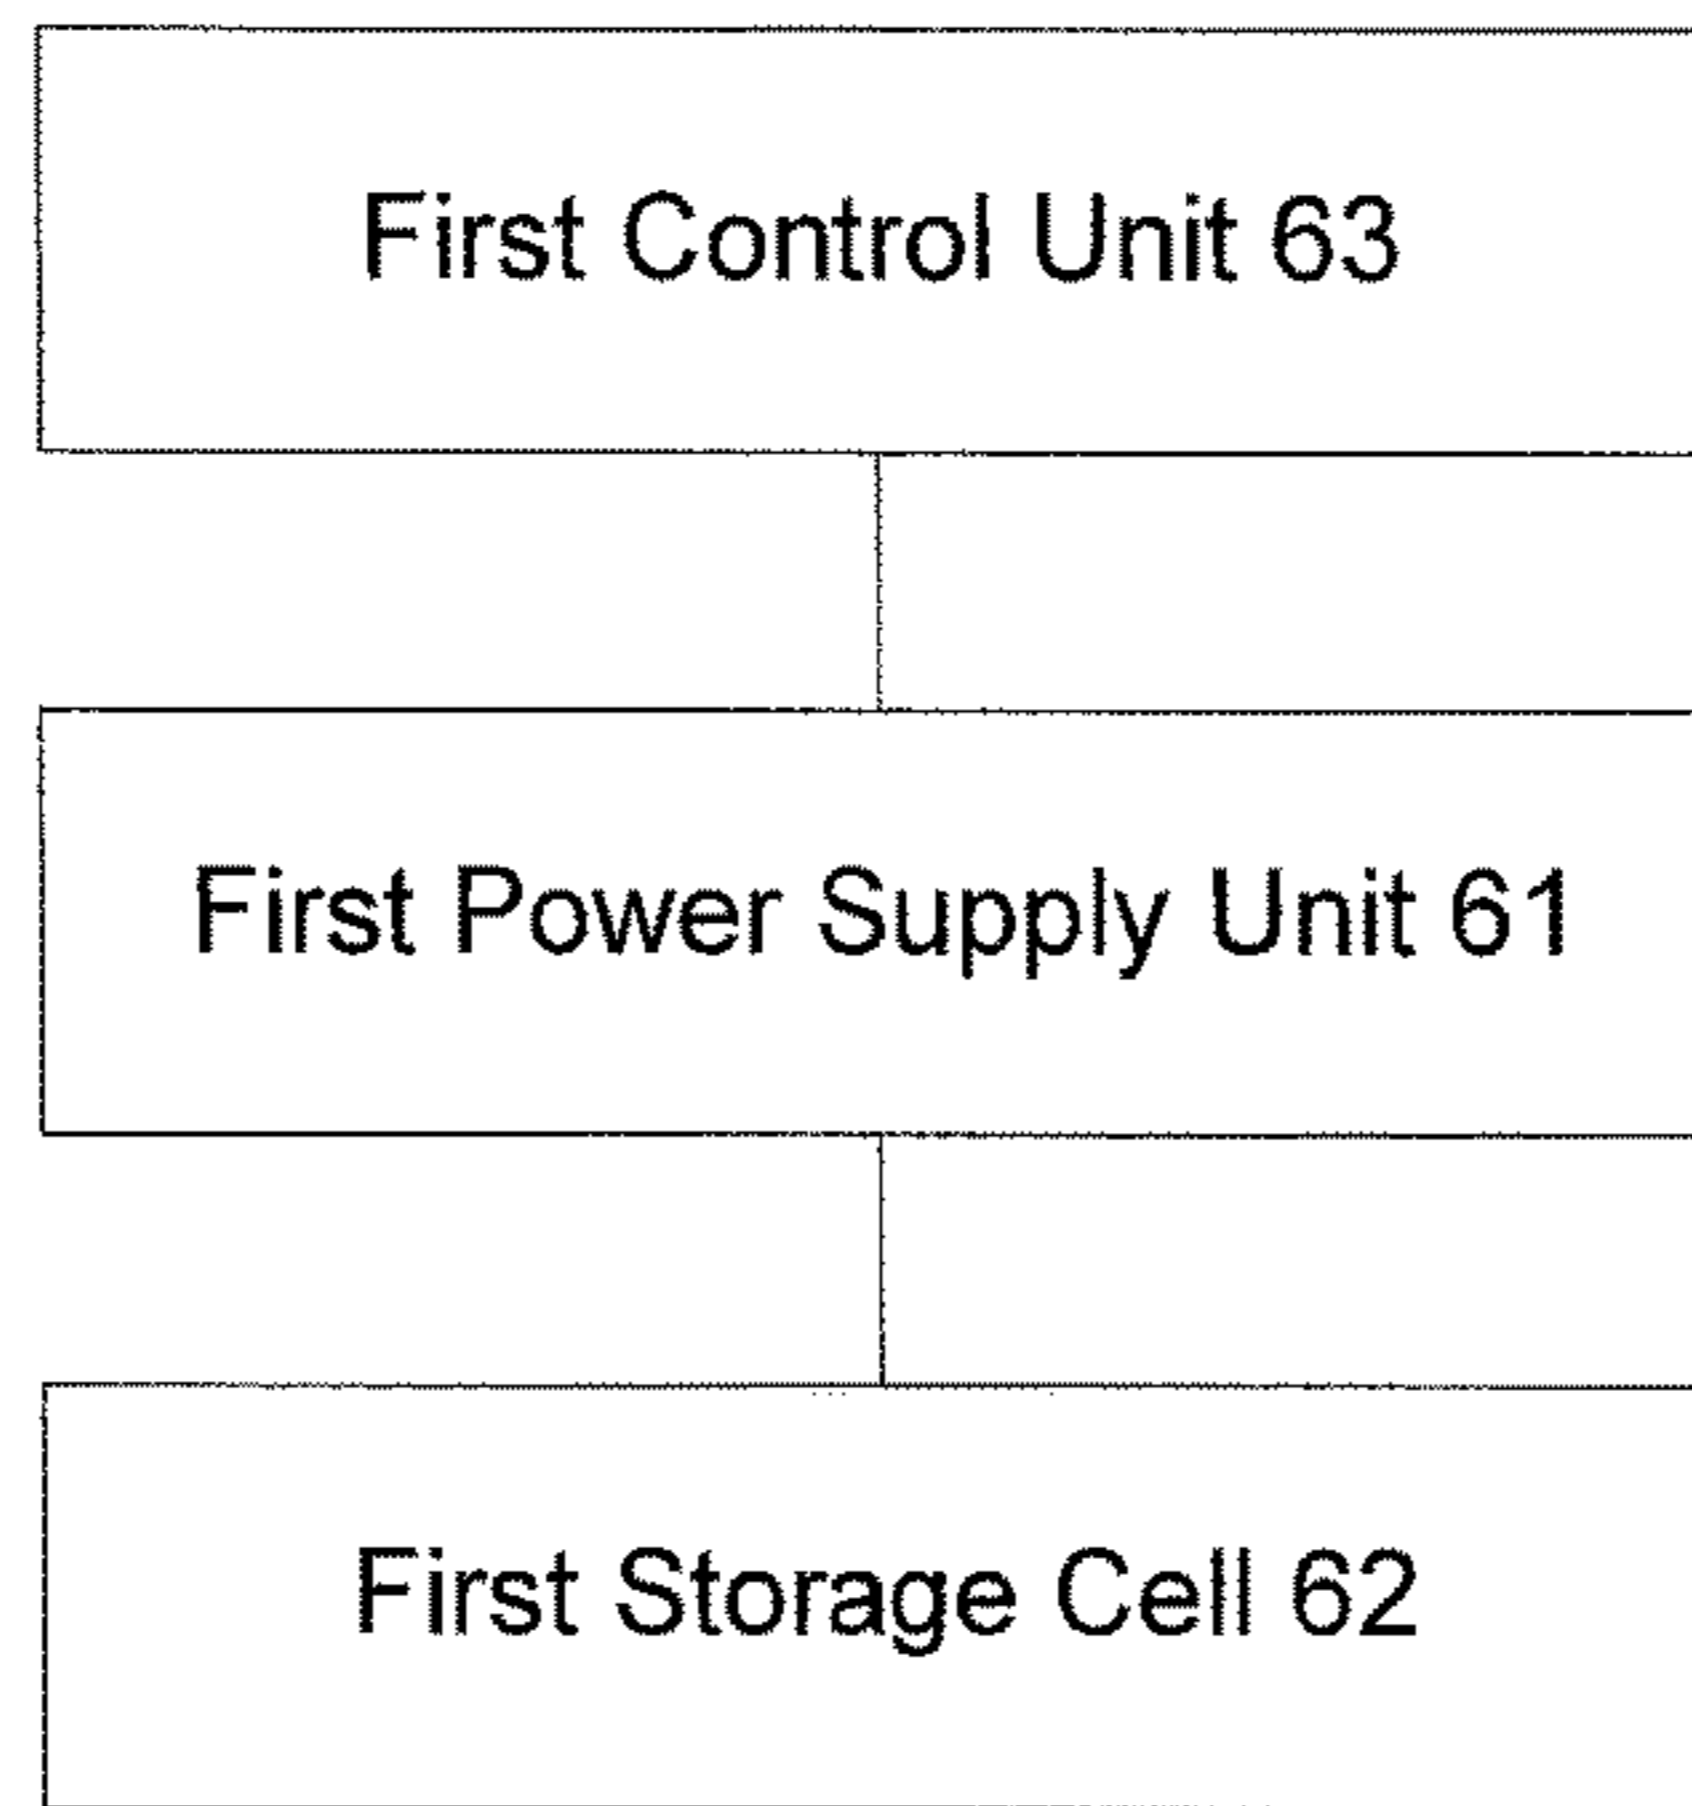 First Control Unit 63
First Power Supply Unit 61
First Storage Cell 62